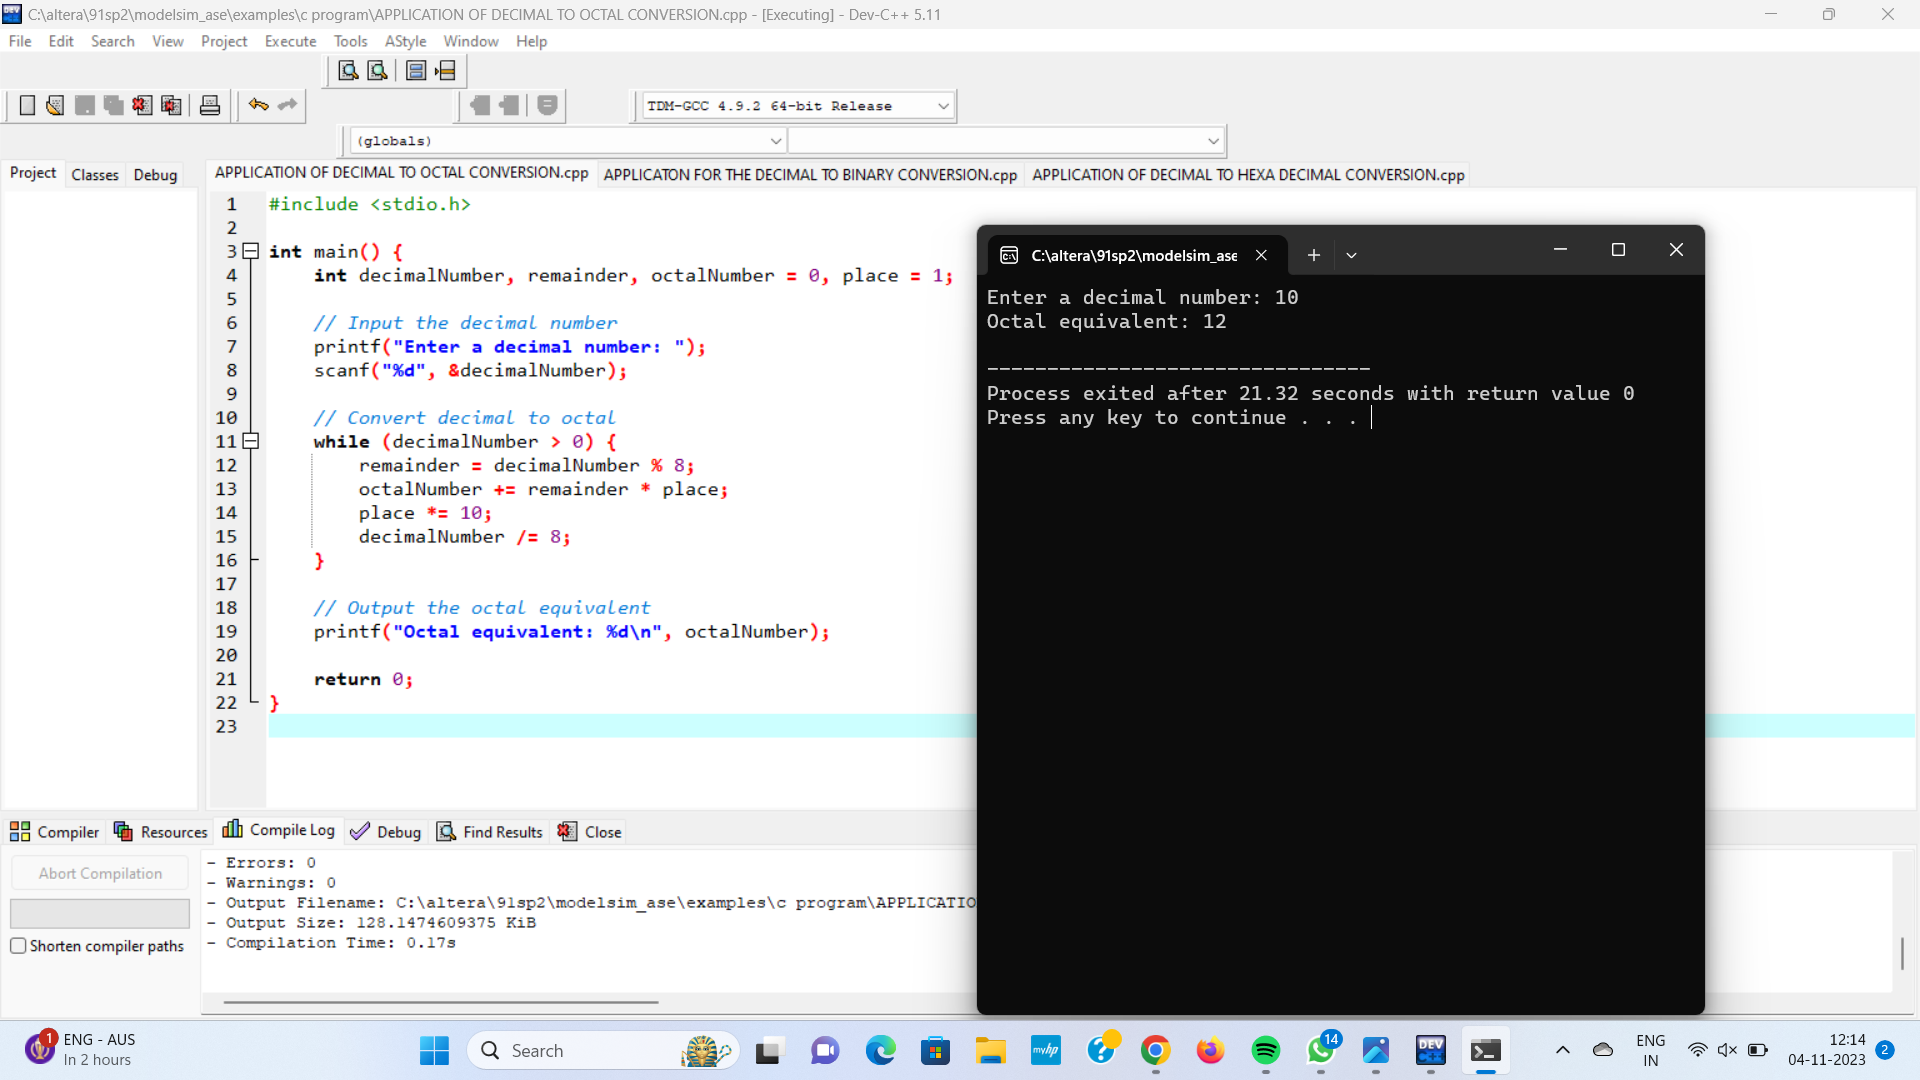 C:\altera\91sp2\modelsim_ase\examples\c program\APPLICATION OF DECIMAL TO OCTAL CONVERSION.cpp - [Executing] - Dev-C++ 5.11
File Edit Search View Project Execute Tools AStyle Window Help
TDM-GCC 4.9.2 64-bit Release
(globals)
Project Classes Debug
APPLICATION OF DECIMAL TO OCTAL CONVERSION.cpp APPLICATON FOR THE DECIMAL TO BINARY CONVERSION.cpp APPLICATION OF DECIMAL TO HEXA DECIMAL CONVERSION.cpp
1 #include <stdio.h>
2
3 int main() {
4 int decimalNumber, remainder, octalNumber = 0, place = 1;
5
6 // Input the decimal number
7 printf("Enter a decimal number: ");
8 scanf("%d", &decimalNumber);
9
10 // Convert decimal to octal
11 while (decimalNumber > 0) {
12 remainder = decimalNumber % 8;
13 octalNumber += remainder * place;
14 place *= 10;
15 decimalNumber /= 8;
16 }
17
18 // Output the octal equivalent
19 printf("Octal equivalent: %d\n", octalNumber);
20
21 return 0;
22 }
23
C:\altera\91sp2\modelsim_ase
Enter a decimal number: 10
Octal equivalent: 12
--------------------------------
Process exited after 21.32 seconds with return value 0
Press any key to continue . . .
Compiler Resources Compile Log Debug Find Results Close
Abort Compilation
Shorten compiler paths
- Errors: 0
- Warnings: 0
- Output Filename: C:\altera\91sp2\modelsim_ase\examples\c program\APPLICATIO
- Output Size: 128.1474609375 KiB
- Compilation Time: 0.17s
1
ENG - AUS
In 2 hours
Search
myhp
14
DEV
C++
ENG
IN
12:14
04-11-2023
2